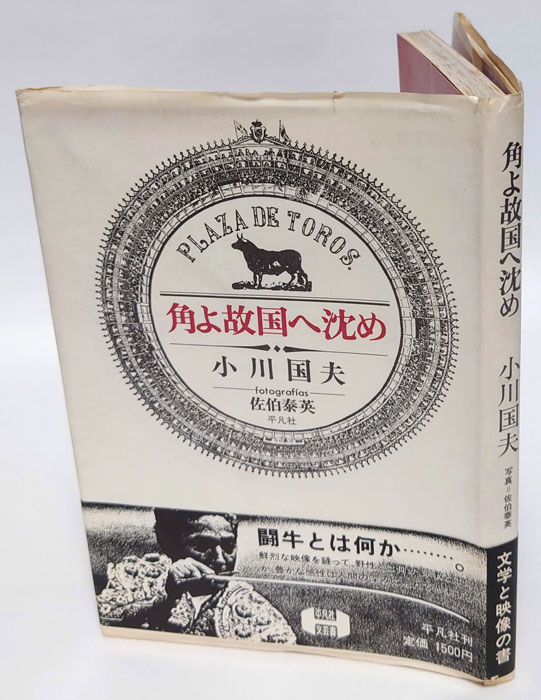 PLAZA DE TOROS.
角よ故国へ沈め
小川国夫
fotografías
佐伯泰英
平凡社
闘牛とは何か………。
鮮烈な映像を縫って、野性
平凡社刊
定価 1500円
角よ故国へ沈め
小川国夫
写真=佐伯泰英
文学と映像の書